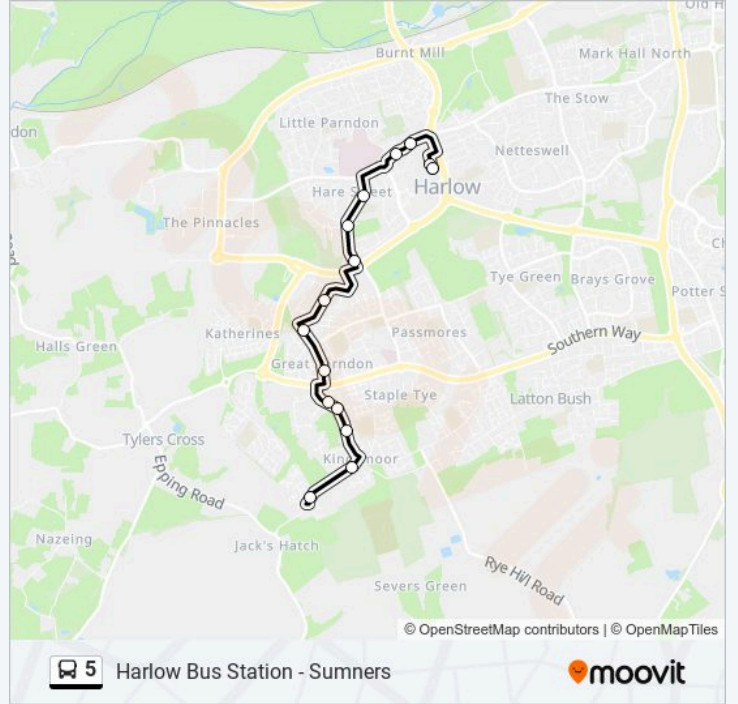 Old H
Burnt Mill
Mark Hall North
The Stow
Little Parndon
don
Netteswell
Hare Street
Harlow
The Pinnacles
Ch
Tye Green
Brays Grove
Potter S
Katherines
Passmores
Southern Way
Halls Green
Great Parndon
Staple Tye
Latton Bush
Tylers Cross
Kingsmoor
Epping Road
Nazeing
Jack's Hatch
Rye Hill Road
Severs Green
© OpenStreetMap contributors | © OpenMapTiles
5 Harlow Bus Station - Sumners
moovit